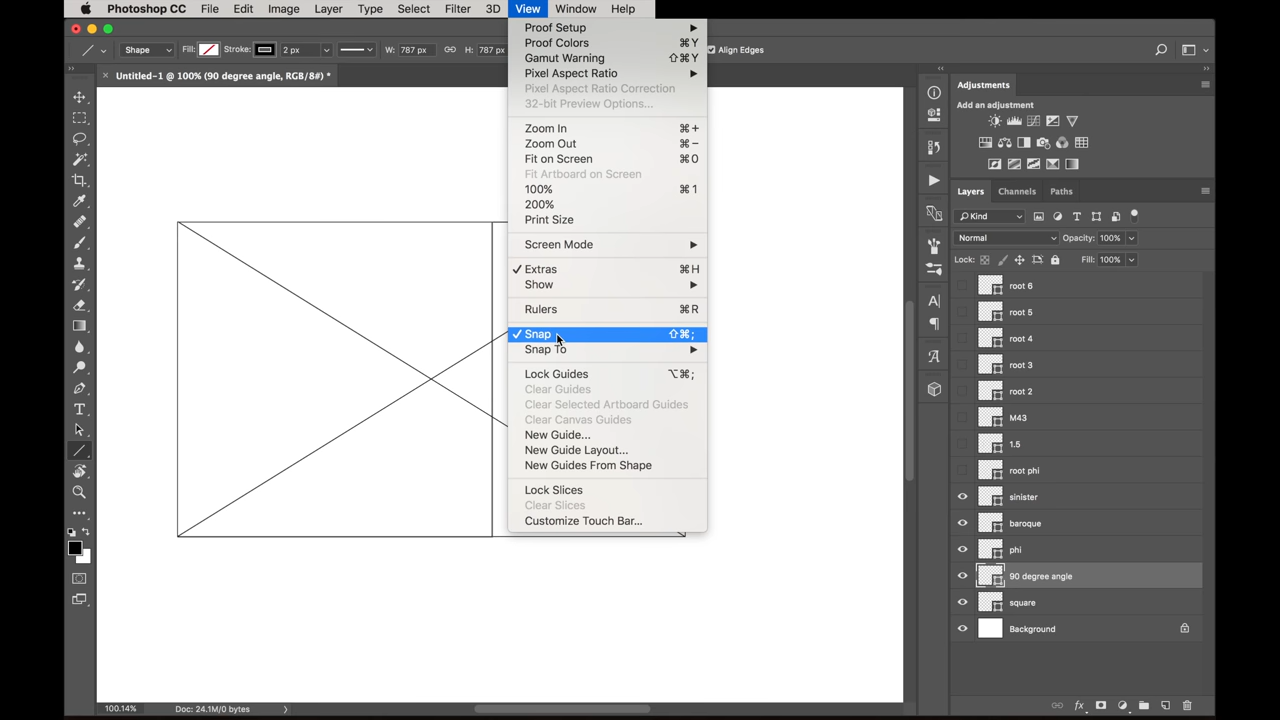 Photoshop CC File Edit Image Layer Type Select Filter 3D View Window Help
Shape Fill: Stroke: 2 px W: 787 px H: 787 px Align Edges
Untitled-1 @ 100% (90 degree angle, RGB/8#) *
Proof Setup
Proof Colors ⌘Y
Gamut Warning ⇧⌘Y
Pixel Aspect Ratio
Pixel Aspect Ratio Correction
32-bit Preview Options...
Zoom In ⌘+
Zoom Out ⌘−
Fit on Screen ⌘0
Fit Artboard on Screen
100% ⌘1
200%
Print Size
Screen Mode
✓ Extras ⌘H
Show
Rulers ⌘R
✓ Snap ⇧⌘;
Snap To
Lock Guides ⌥⌘;
Clear Guides
Clear Selected Artboard Guides
Clear Canvas Guides
New Guide...
New Guide Layout...
New Guides From Shape
Lock Slices
Clear Slices
Customize Touch Bar...
Adjustments
Add an adjustment
Layers Channels Paths
Kind
Normal Opacity: 100%
Lock: Fill: 100%
root 6
root 5
root 4
root 3
root 2
M43
1.5
root phi
sinister
baroque
phi
90 degree angle
square
Background
100.14% Doc: 24.1M/0 bytes